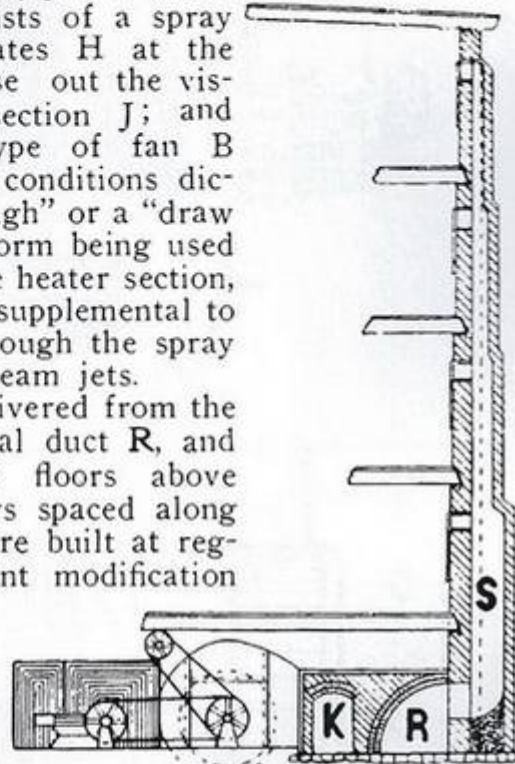 sts of a spray
ates H at the
se out the vis-
ection J; and
ype of fan B
conditions dic-
gh" or a "draw
orm being used
e heater section,
supplemental to
ough the spray
eam jets.
ivered from the
al duct R, and
floors above
rs spaced along
re built at reg-
nt modification
S
K R